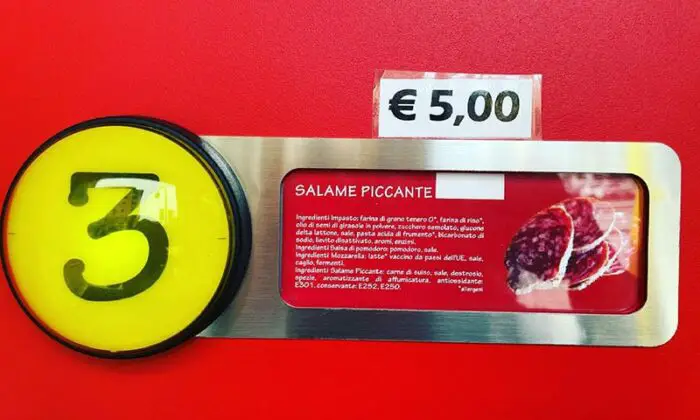 € 5,00
3
SALAME PICCANTE
Ingredienti Impasto: farina di grano tenero 0*, farina di riso*,
olio di semi di girasole in polvere, zucchero semolato, glucono
delta lattone, sale, pasta acida di frumento*, bicarbonato di
sodio, lievito disattivato, aromi, enzimi.
Ingredienti Salsa di pomodoro: pomodoro, sale.
Ingredienti Mozzarella: latte* vaccino da paesi dell'UE, sale,
caglio, fermenti.
Ingredienti Salame Piccante: carne di suino, sale, destrosio,
spezie, aromatizzante di affumicatura, antiossidante:
E301, conservante: E252, E250.
*allergeni